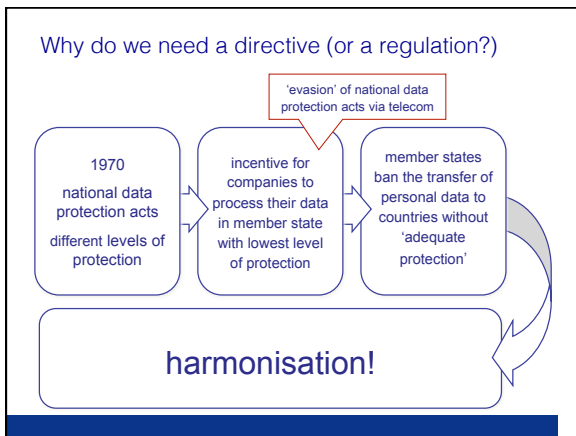 Why do we need a directive (or a regulation?)
‘evasion’ of national data
protection acts via telecom
1970
national data
protection acts
different levels of
protection
incentive for
companies to
process their data
in member state
with lowest level
of protection
member states
ban the transfer of
personal data to
countries without
‘adequate
protection’
harmonisation!